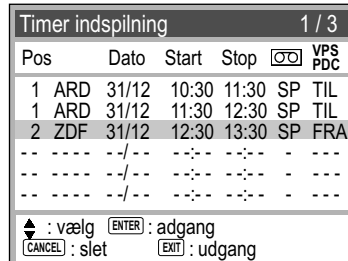 Timer indspilning 1 / 3
Pos Dato Start Stop VPS PDC
1 ARD 31/12 10:30 11:30 SP TIL
1 ARD 31/12 11:30 12:30 SP TIL
2 ZDF 31/12 12:30 13:30 SP FRA
-- ---- --/-- --:-- --:-- - ---
-- ---- --/-- --:-- --:-- - ---
-- ---- --/-- --:-- --:-- - ---
: vælg ENTER : adgang
CANCEL : slet EXIT : udgang